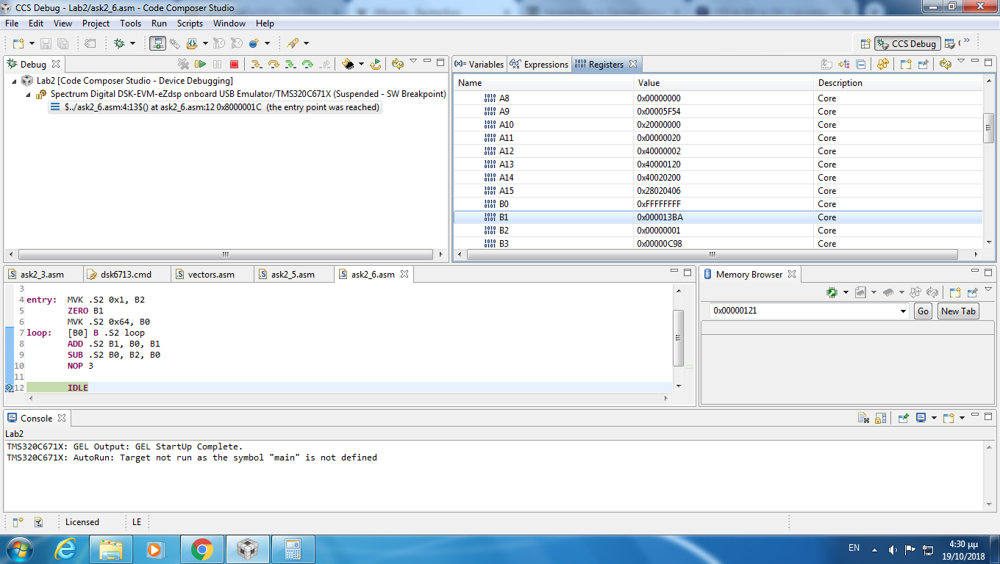 CCS Debug - Lab2/ask2_6.asm - Code Composer Studio
File Edit View Project Tools Run Scripts Window Help
CCS Debug
Debug
Lab2 [Code Composer Studio - Device Debugging]
Spectrum Digital DSK-EVM-eZdsp onboard USB Emulator/TMS320C671X (Suspended - SW Breakpoint)
$../ask2_6.asm:4:13$() at ask2_6.asm:12 0x8000001C (the entry point was reached)
Variables Expressions Registers
Name Value Description
A8 0x00000000 Core
A9 0x00005F54 Core
A10 0x20000000 Core
A11 0x00000020 Core
A12 0x40000002 Core
A13 0x40000120 Core
A14 0x40020200 Core
A15 0x28020406 Core
B0 0xFFFFFFFF Core
B1 0x000013BA Core
B2 0x00000001 Core
B3 0x00000C98 Core
ask2_3.asm dsk6713.cmd vectors.asm ask2_5.asm ask2_6.asm
3
4 entry: MVK .S2 0x1, B2
5 ZERO B1
6 MVK .S2 0x64, B0
7 loop: [B0] B .S2 loop
8 ADD .S2 B1, B0, B1
9 SUB .S2 B0, B2, B0
10 NOP 3
11
12 IDLE
Memory Browser
0x00000121 Go New Tab
Console
Lab2
TMS320C671X: GEL Output: GEL StartUp Complete.
TMS320C671X: AutoRun: Target not run as the symbol "main" is not defined
Licensed LE
EN
4:30 μμ
19/10/2018